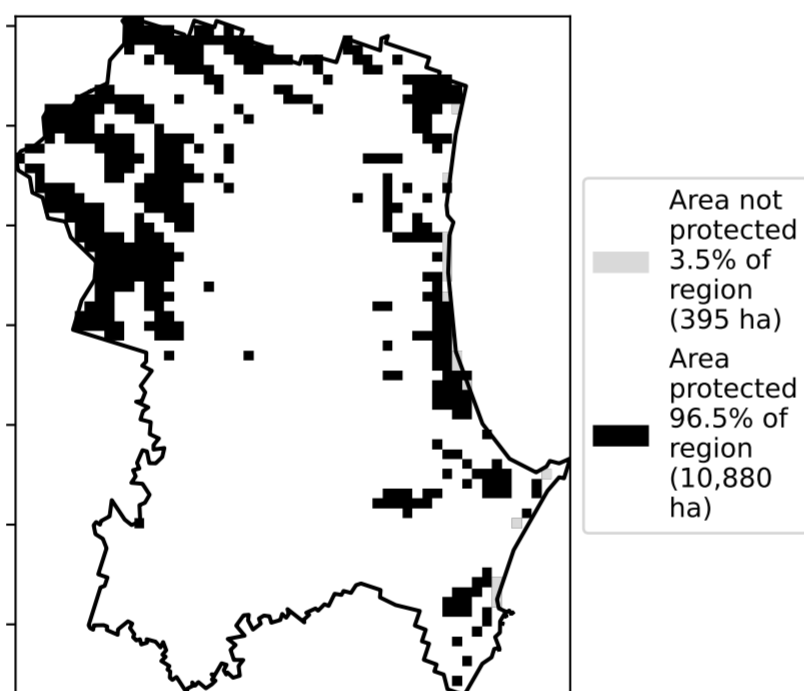 Area not
protected
3.5% of
region
(395 ha)
Area
protected
96.5% of
region
(10,880
ha)